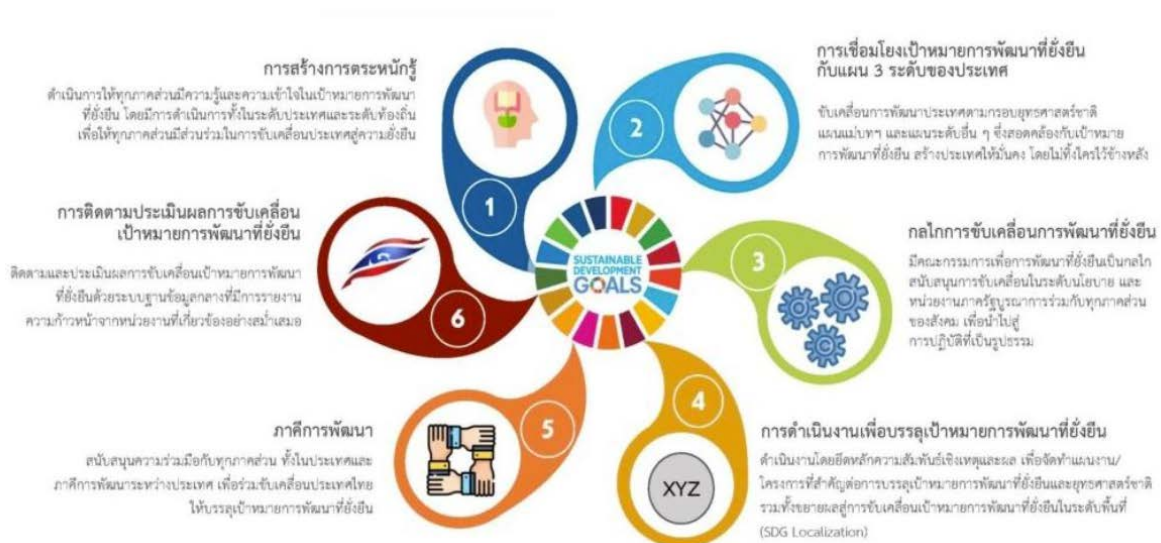 การสร้างการตระหนักรู้
ดำเนินการให้ทุกภาคส่วนมีความรู้และความเข้าใจในเป้าหมายการพัฒนา
ที่ยั่งยืน โดยมีการดำเนินการทั้งในระดับประเทศและระดับท้องถิ่น
เพื่อให้ทุกภาคส่วนมีส่วนร่วมในการขับเคลื่อนประเทศสู่ความยั่งยืน
1
การเชื่อมโยงเป้าหมายการพัฒนาที่ยั่งยืน
กับแผน 3 ระดับของประเทศ
ขับเคลื่อนการพัฒนาประเทศตามกรอบยุทธศาสตร์ชาติ
แผนแม่บทฯ และแผนระดับอื่น ๆ ซึ่งสอดคล้องกับเป้าหมาย
การพัฒนาที่ยั่งยืน สร้างประเทศให้มั่นคง โดยไม่ทิ้งใครไว้ข้างหลัง
2
กลไกการขับเคลื่อนการพัฒนาที่ยั่งยืน
มีคณะกรรมการเพื่อการพัฒนาที่ยั่งยืนเป็นกลไก
สนับสนุนการขับเคลื่อนในระดับนโยบาย และ
หน่วยงานภาครัฐบูรณาการร่วมกับทุกภาคส่วน
ของสังคม เพื่อนำไปสู่
การปฏิบัติที่เป็นรูปธรรม
3
SUSTAINABLE
DEVELOPMENT
GOALS
4
XYZ
การดำเนินงานเพื่อบรรลุเป้าหมายการพัฒนาที่ยั่งยืน
ดำเนินงานโดยยึดหลักความสัมพันธ์เชิงเหตุและผล เพื่อจัดทำแผนงาน/
โครงการที่สำคัญต่อการบรรลุเป้าหมายการพัฒนาที่ยั่งยืนและยุทธศาสตร์ชาติ
รวมทั้งขยายผลสู่การขับเคลื่อนเป้าหมายการพัฒนาที่ยั่งยืนในระดับพื้นที่
(SDG Localization)
5
ภาคีการพัฒนา
สนับสนุนความร่วมมือกับทุกภาคส่วน ทั้งในประเทศและ
ภาคีการพัฒนาระหว่างประเทศ เพื่อร่วมขับเคลื่อนประเทศไทย
ให้บรรลุเป้าหมายการพัฒนาที่ยั่งยืน
6
การติดตามประเมินผลการขับเคลื่อน
เป้าหมายการพัฒนาที่ยั่งยืน
ติดตามและประเมินผลการขับเคลื่อนเป้าหมายการพัฒนา
ที่ยั่งยืนด้วยระบบฐานข้อมูลกลางที่มีการรายงาน
ความก้าวหน้าจากหน่วยงานที่เกี่ยวข้องอย่างสม่ำเสมอ